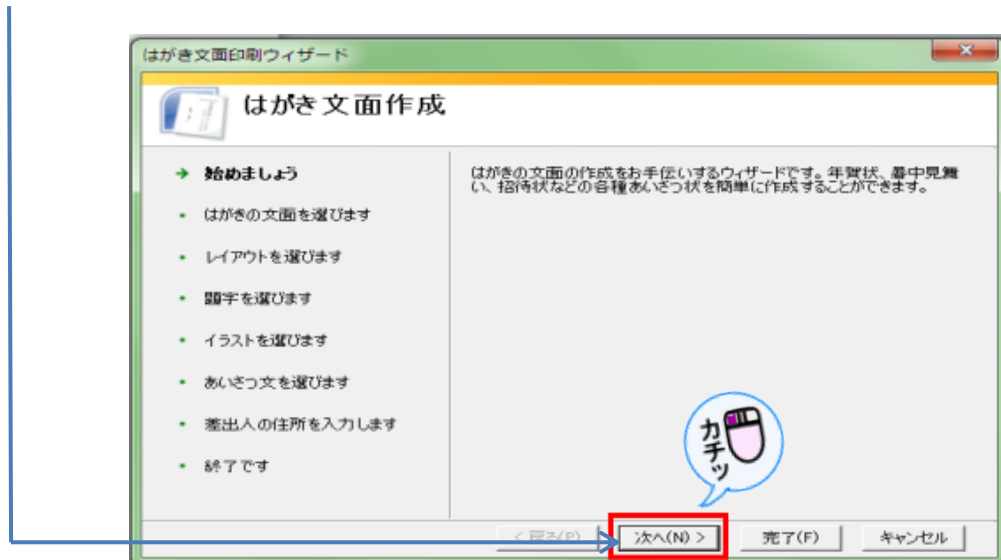 はがき文面印刷ウィザード
はがき文面作成
始めましょう
はがきの文面を選びます
レイアウトを選びます
題字を選びます
イラストを選びます
あいさつ文を選びます
差出人の住所を入力します
終了です
はがきの文面の作成をお手伝いするウィザードです。年賀状、暑中見舞
い、招待状などの各種あいさつ状を簡単に作成することができます。
カチッ
< 戻る(P)
次へ(N) >
完了(F)
キャンセル